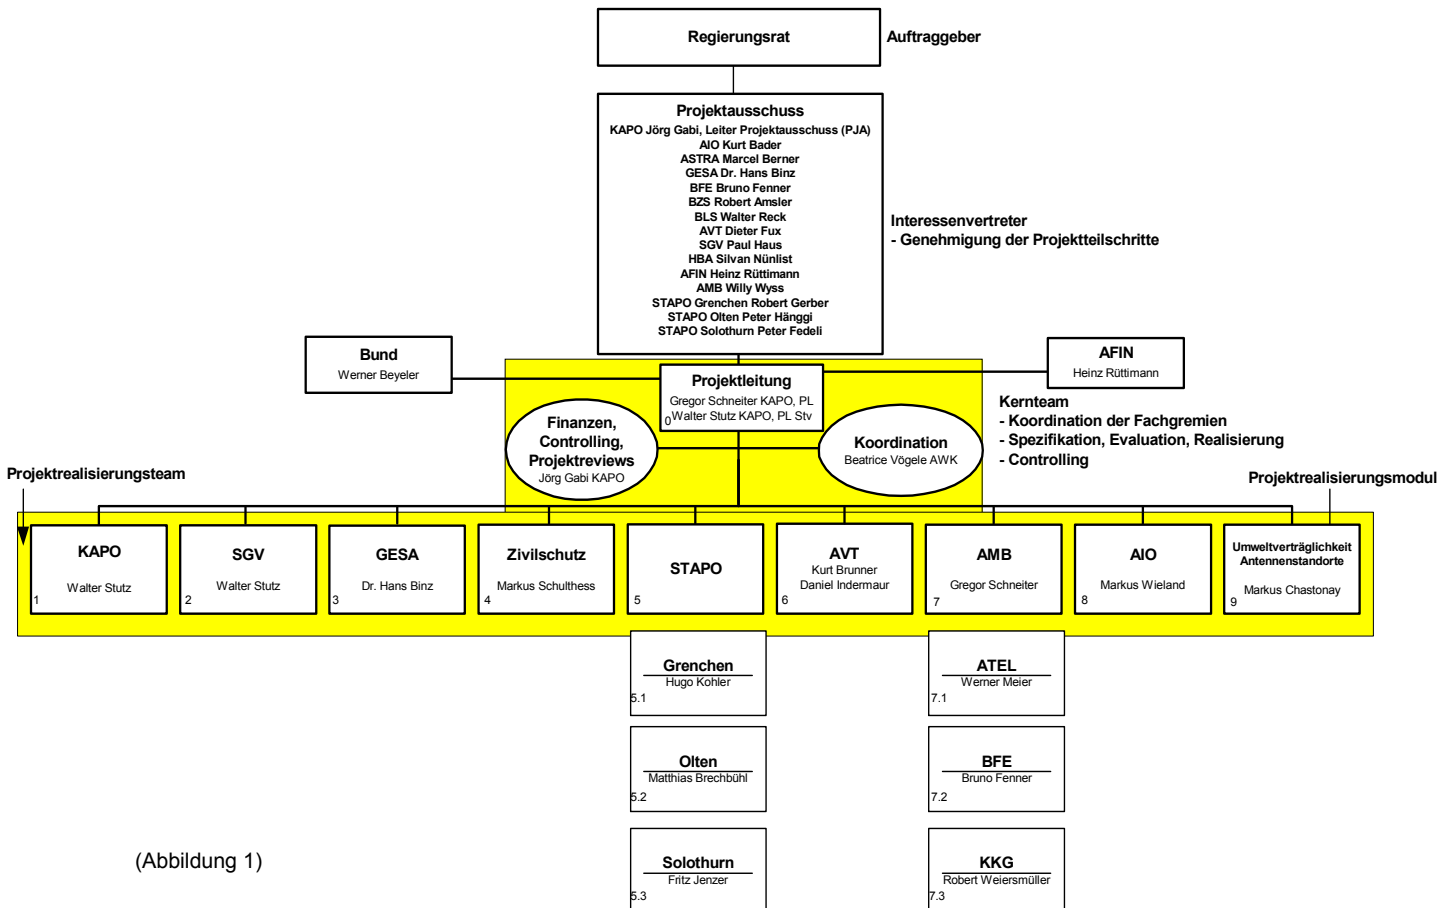 Regierungsrat
Auftraggeber
Projektausschuss
KAPO Jörg Gabi, Leiter Projektausschuss (PJA)
AIO Kurt Bader
ASTRA Marcel Berner
GESA Dr. Hans Binz
BFE Bruno Fenner
BZS Robert Amsler
BLS Walter Reck
AVT Dieter Fux
SGV Paul Haus
HBA Silvan Nünlist
AFIN Heinz Rüttimann
AMB Willy Wyss
STAPO Grenchen Robert Gerber
STAPO Olten Peter Hänggi
STAPO Solothurn Peter Fedeli
Interessenvertreter
- Genehmigung der Projektteilschritte
Bund
Werner Beyeler
AFIN
Heinz Rüttimann
Projektleitung
Gregor Schneiter KAPO, PL
Walter Stutz KAPO, PL Stv
0
Finanzen,
Controlling,
Projektreviews
Jörg Gabi KAPO
Koordination
Beatrice Vögele AWK
Kernteam
- Koordination der Fachgremien
- Spezifikation, Evaluation, Realisierung
- Controlling
Projektrealisierungsteam
Projektrealisierungsmodul
KAPO
Walter Stutz
1
SGV
Walter Stutz
2
GESA
Dr. Hans Binz
3
Zivilschutz
Markus Schulthess
4
STAPO
5
AVT
Kurt Brunner
Daniel Indermaur
6
AMB
Gregor Schneiter
7
AIO
Markus Wieland
8
Umweltverträglichkeit
Antennenstandorte
Markus Chastonay
9
Grenchen
Hugo Kohler
5.1
ATEL
Werner Meier
7.1
Olten
Matthias Brechbühl
5.2
BFE
Bruno Fenner
7.2
Solothurn
Fritz Jenzer
5.3
KKG
Robert Weiersmüller
7.3
(Abbildung 1)